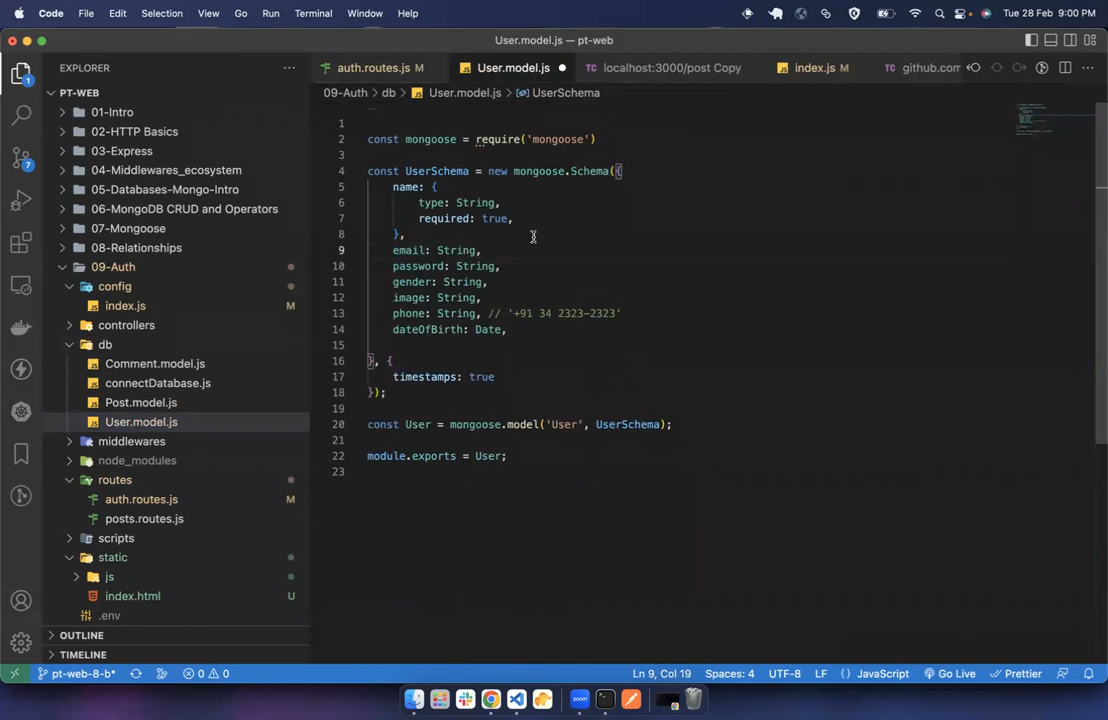 Code File Edit Selection View Go Run Terminal Window Help Tue 28 Feb 9:00 PM
User.model.js — pt-web
EXPLORER
auth.routes.js M User.model.js localhost:3000/post Copy index.js M github.com
PT-WEB
09-Auth > db > User.model.js > UserSchema
01-Intro
02-HTTP Basics
03-Express
04-Middlewares_ecosystem
05-Databases-Mongo-Intro
06-MongoDB CRUD and Operators
07-Mongoose
08-Relationships
09-Auth
config
index.js M
controllers
db
Comment.model.js
connectDatabase.js
Post.model.js
User.model.js
middlewares
node_modules
routes
auth.routes.js M
posts.routes.js
scripts
static
js
index.html U
.env
OUTLINE
TIMELINE
1
7
1
2 const mongoose = require('mongoose')
3
4 const UserSchema = new mongoose.Schema({
5 name: {
6 type: String,
7 required: true,
8 },
9 email: String,
10 password: String,
11 gender: String,
12 image: String,
13 phone: String, // '+91 34 2323-2323'
14 dateOfBirth: Date,
15
16 }, {
17 timestamps: true
18 });
19
20 const User = mongoose.model('User', UserSchema);
21
22 module.exports = User;
23
pt-web-8-b* 0 0 Ln 9, Col 19 Spaces: 4 UTF-8 LF { } JavaScript Go Live Prettier
zoom